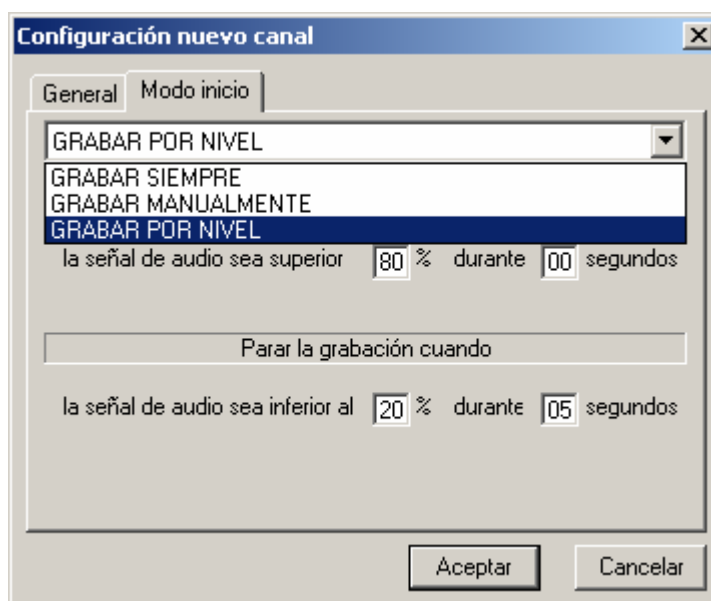 Configuración nuevo canal
General Modo inicio
GRABAR POR NIVEL
GRABAR SIEMPRE
GRABAR MANUALMENTE
GRABAR POR NIVEL
la señal de audio sea superior 80 % durante 00 segundos
Parar la grabación cuando
la señal de audio sea inferior al 20 % durante 05 segundos
Aceptar Cancelar